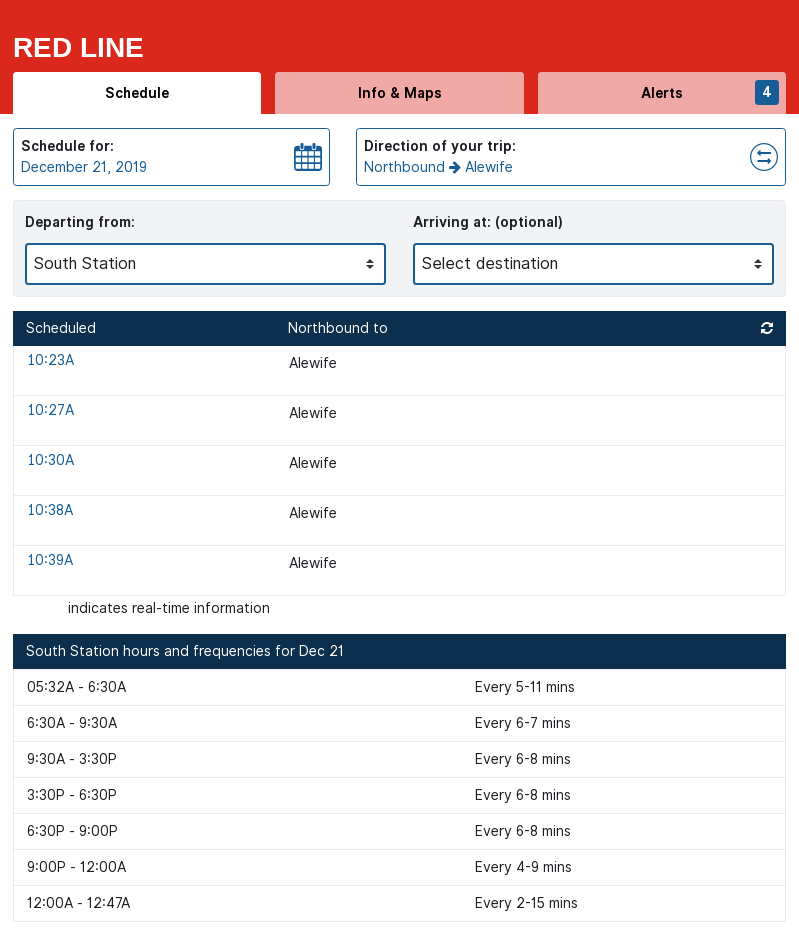 RED LINE
Schedule
Info & Maps
Alerts 4
Schedule for:
December 21, 2019
Direction of your trip:
Northbound → Alewife
Departing from:
South Station
Arriving at: (optional)
Select destination
Scheduled Northbound to
10:23A Alewife
10:27A Alewife
10:30A Alewife
10:38A Alewife
10:39A Alewife
indicates real-time information
South Station hours and frequencies for Dec 21
05:32A - 6:30A Every 5-11 mins
6:30A - 9:30A Every 6-7 mins
9:30A - 3:30P Every 6-8 mins
3:30P - 6:30P Every 6-8 mins
6:30P - 9:00P Every 6-8 mins
9:00P - 12:00A Every 4-9 mins
12:00A - 12:47A Every 2-15 mins